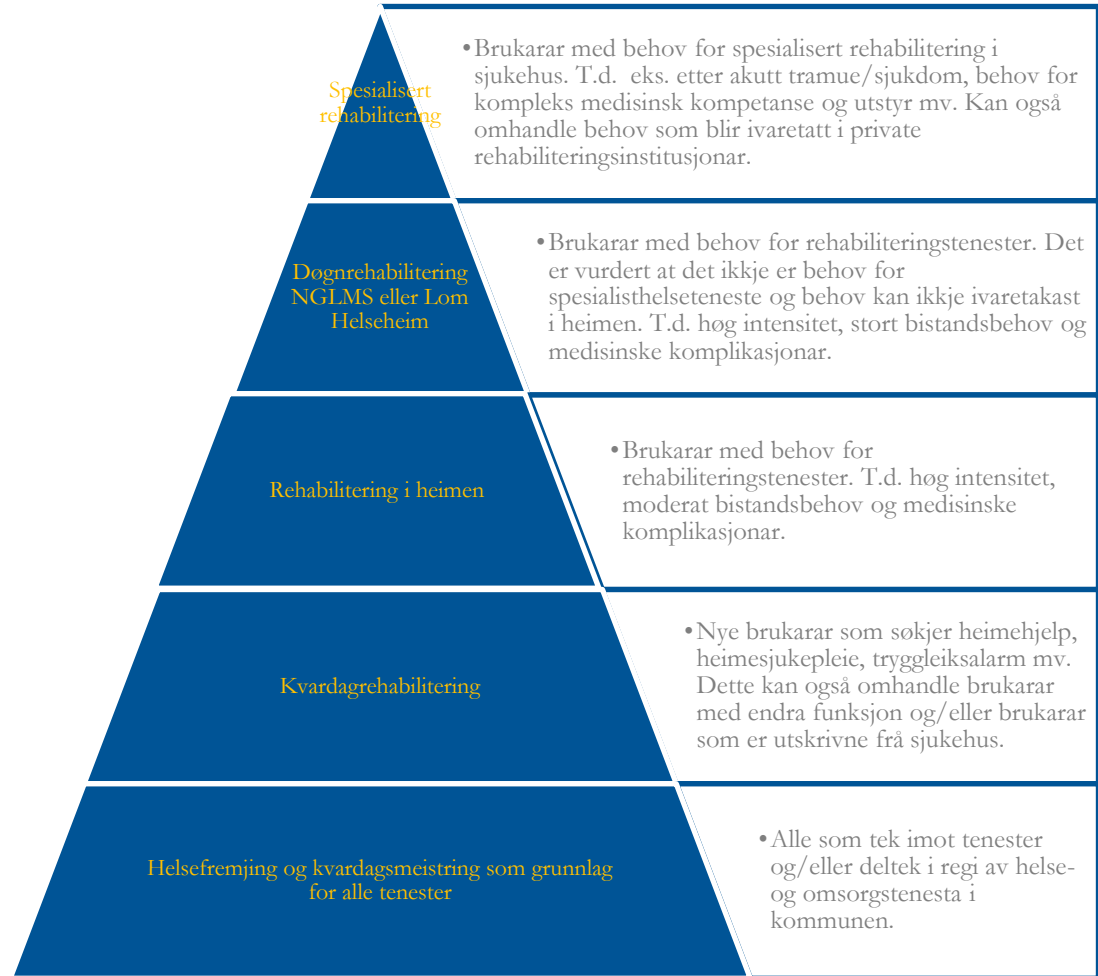 Spesialisert
rehabilitering
•Brukarar med behov for spesialisert rehabilitering i
sjukehus. T.d.  eks. etter akutt tramue/sjukdom, behov for
kompleks medisinsk kompetanse og utstyr mv. Kan også
omhandle behov som blir ivaretatt i private
rehabiliteringsinstitusjonar.
Døgnrehabilitering
NGLMS eller Lom
Helseheim
•Brukarar med behov for rehabiliteringstenester. Det
er vurdert at det ikkje er behov for
spesialisthelseteneste og behov kan ikkje ivaretakast
i heimen. T.d. høg intensitet, stort bistandsbehov og
medisinske komplikasjonar.
Rehabilitering i heimen
•Brukarar med behov for
rehabiliteringstenester. T.d. høg intensitet,
moderat bistandsbehov og medisinske
komplikasjonar.
Kvardagrehabilitering
•Nye brukarar som søkjer heimehjelp,
heimesjukepleie, tryggleiksalarm mv.
Dette kan også omhandle brukarar
med endra funksjon og/eller brukarar
som er utskrivne frå sjukehus.
Helsefremjing og kvardagsmeistring som grunnlag
for alle tenester
•Alle som tek imot tenester
og/eller deltek i regi av helse-
og omsorgstenesta i
kommunen.